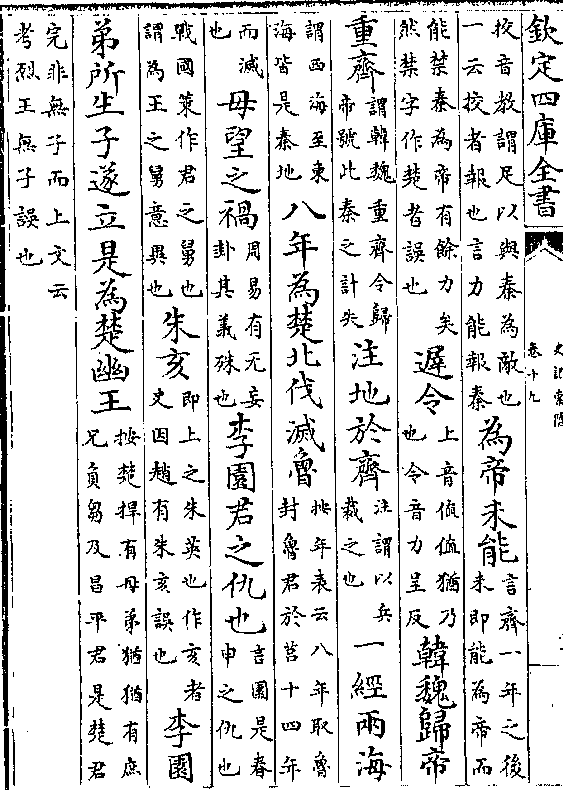 欽定四庫全書
史記索隱
卷十九
挍音教謂足以與秦為敵也
一云挍者報也言力能報秦
為帝未能
言齊一年之後
未即能為帝而
能禁秦為帝有餘力矣
然禁字作楚者誤也
遲令
上音值值猶乃
也令音力呈反
韓魏歸帝
重齊
謂韓魏重齊令歸
帝號此秦之計失
注地於齊
注謂以兵
裁之也
一經兩海
謂西海至東
海皆是秦地
八年為楚北伐滅魯
按年表云八年取魯
封魯君於莒十四年
而滅
也
毋望之禍
周易有无妄
卦其義殊也
李園君之仇也
言園是春
申之仇也
戰國策作君之舅也
謂為王之舅意異也
朱亥
即上之朱英也作亥者
史因趙有朱亥誤也
李園
弟所生子遂立是為楚幽王
按楚捍有母弟猶猶有庶
兄負芻及昌平君是楚君
完非無子而上文云
考烈王無子誤也